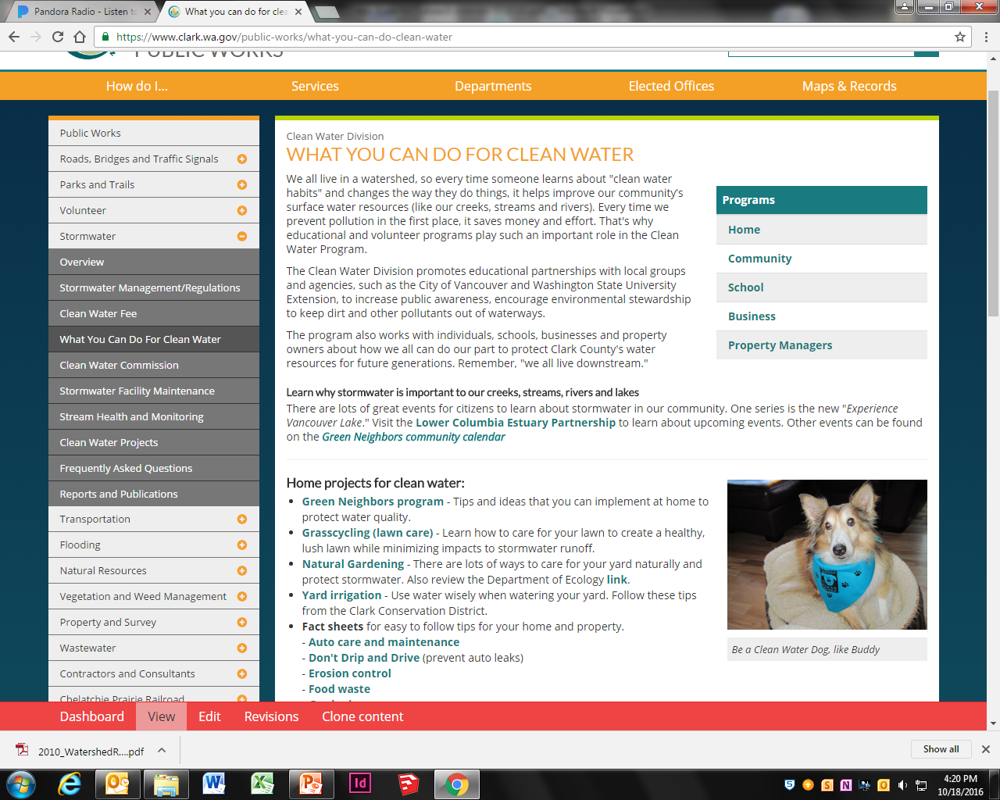 Pandora Radio - Listen to
What you can do for clea
https://www.clark.wa.gov/public-works/what-you-can-do-clean-water
PUBLIC WORKS
How do I...
Services
Departments
Elected Offices
Maps & Records
Public Works
Roads, Bridges and Traffic Signals
Parks and Trails
Volunteer
Stormwater
Overview
Stormwater Management/Regulations
Clean Water Fee
What You Can Do For Clean Water
Clean Water Commission
Stormwater Facility Maintenance
Stream Health and Monitoring
Clean Water Projects
Frequently Asked Questions
Reports and Publications
Transportation
Flooding
Natural Resources
Vegetation and Weed Management
Property and Survey
Wastewater
Contractors and Consultants
Chelatchie Prairie Railroad
Clean Water Division
WHAT YOU CAN DO FOR CLEAN WATER
We all live in a watershed, so every time someone learns about "clean water
habits" and changes the way they do things, it helps improve our community's
surface water resources (like our creeks, streams and rivers). Every time we
prevent pollution in the first place, it saves money and effort. That's why
educational and volunteer programs play such an important role in the Clean
Water Program.
The Clean Water Division promotes educational partnerships with local groups
and agencies, such as the City of Vancouver and Washington State University
Extension, to increase public awareness, encourage environmental stewardship
to keep dirt and other pollutants out of waterways.
The program also works with individuals, schools, businesses and property
owners about how we all can do our part to protect Clark County's water
resources for future generations. Remember, "we all live downstream."
Programs
Home
Community
School
Business
Property Managers
Learn why stormwater is important to our creeks, streams, rivers and lakes
There are lots of great events for citizens to learn about stormwater in our community. One series is the new "Experience
Vancouver Lake." Visit the Lower Columbia Estuary Partnership to learn about upcoming events. Other events can be found
on the Green Neighbors community calendar
Home projects for clean water:
• Green Neighbors program - Tips and ideas that you can implement at home to
protect water quality.
• Grasscycling (lawn care) - Learn how to care for your lawn to create a healthy,
lush lawn while minimizing impacts to stormwater runoff.
• Natural Gardening - There are lots of ways to care for your yard naturally and
protect stormwater. Also review the Department of Ecology link.
• Yard irrigation - Use water wisely when watering your yard. Follow these tips
from the Clark Conservation District.
• Fact sheets for easy to follow tips for your home and property.
- Auto care and maintenance
- Don't Drip and Drive (prevent auto leaks)
- Erosion control
- Food waste
Be a Clean Water Dog, like Buddy
Dashboard
View
Edit
Revisions
Clone content
2010_WatershedR....pdf
Show all
4:20 PM
10/18/2016